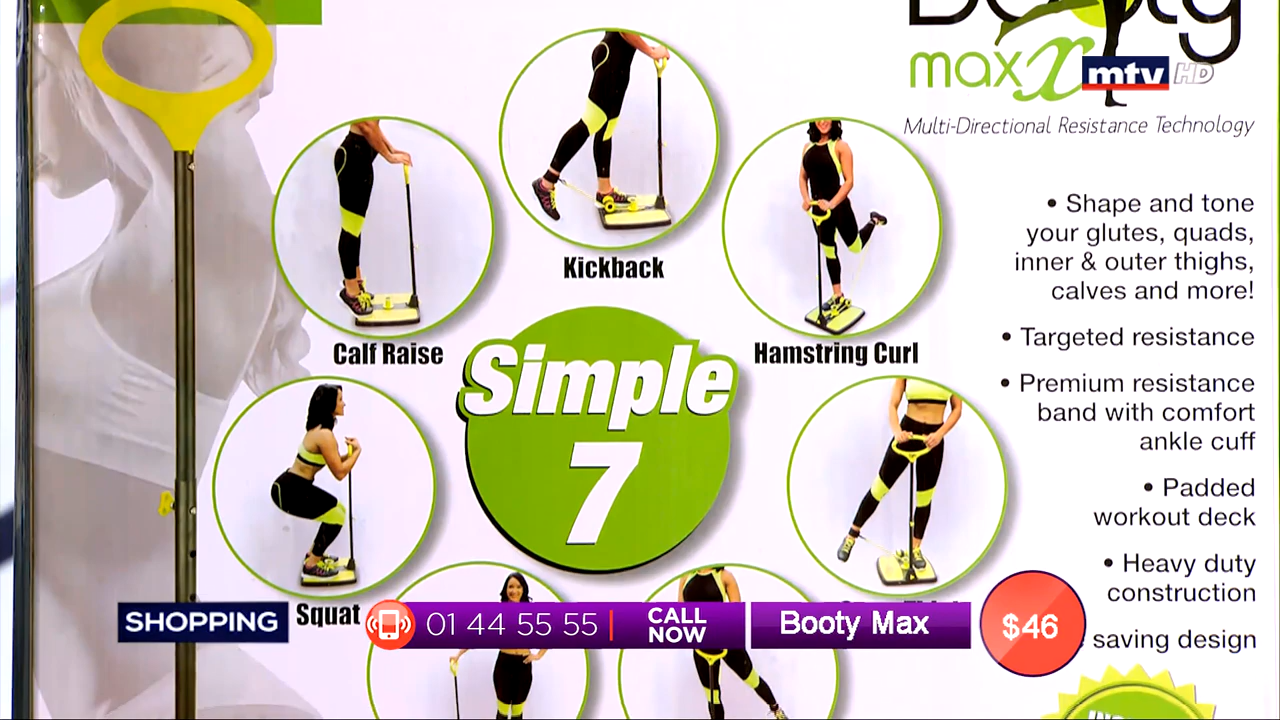 Booty
maxx
mtv HD
Multi-Directional Resistance Technology
Kickback
Calf Raise
Hamstring Curl
Simple
7
Squat
• Shape and tone
your glutes, quads,
inner & outer thighs,
calves and more!
• Targeted resistance
• Premium resistance
band with comfort
ankle cuff
• Padded
workout deck
• Heavy duty
construction
saving design
SHOPPING
01 44 55 55
CALL
NOW
Booty Max
$46